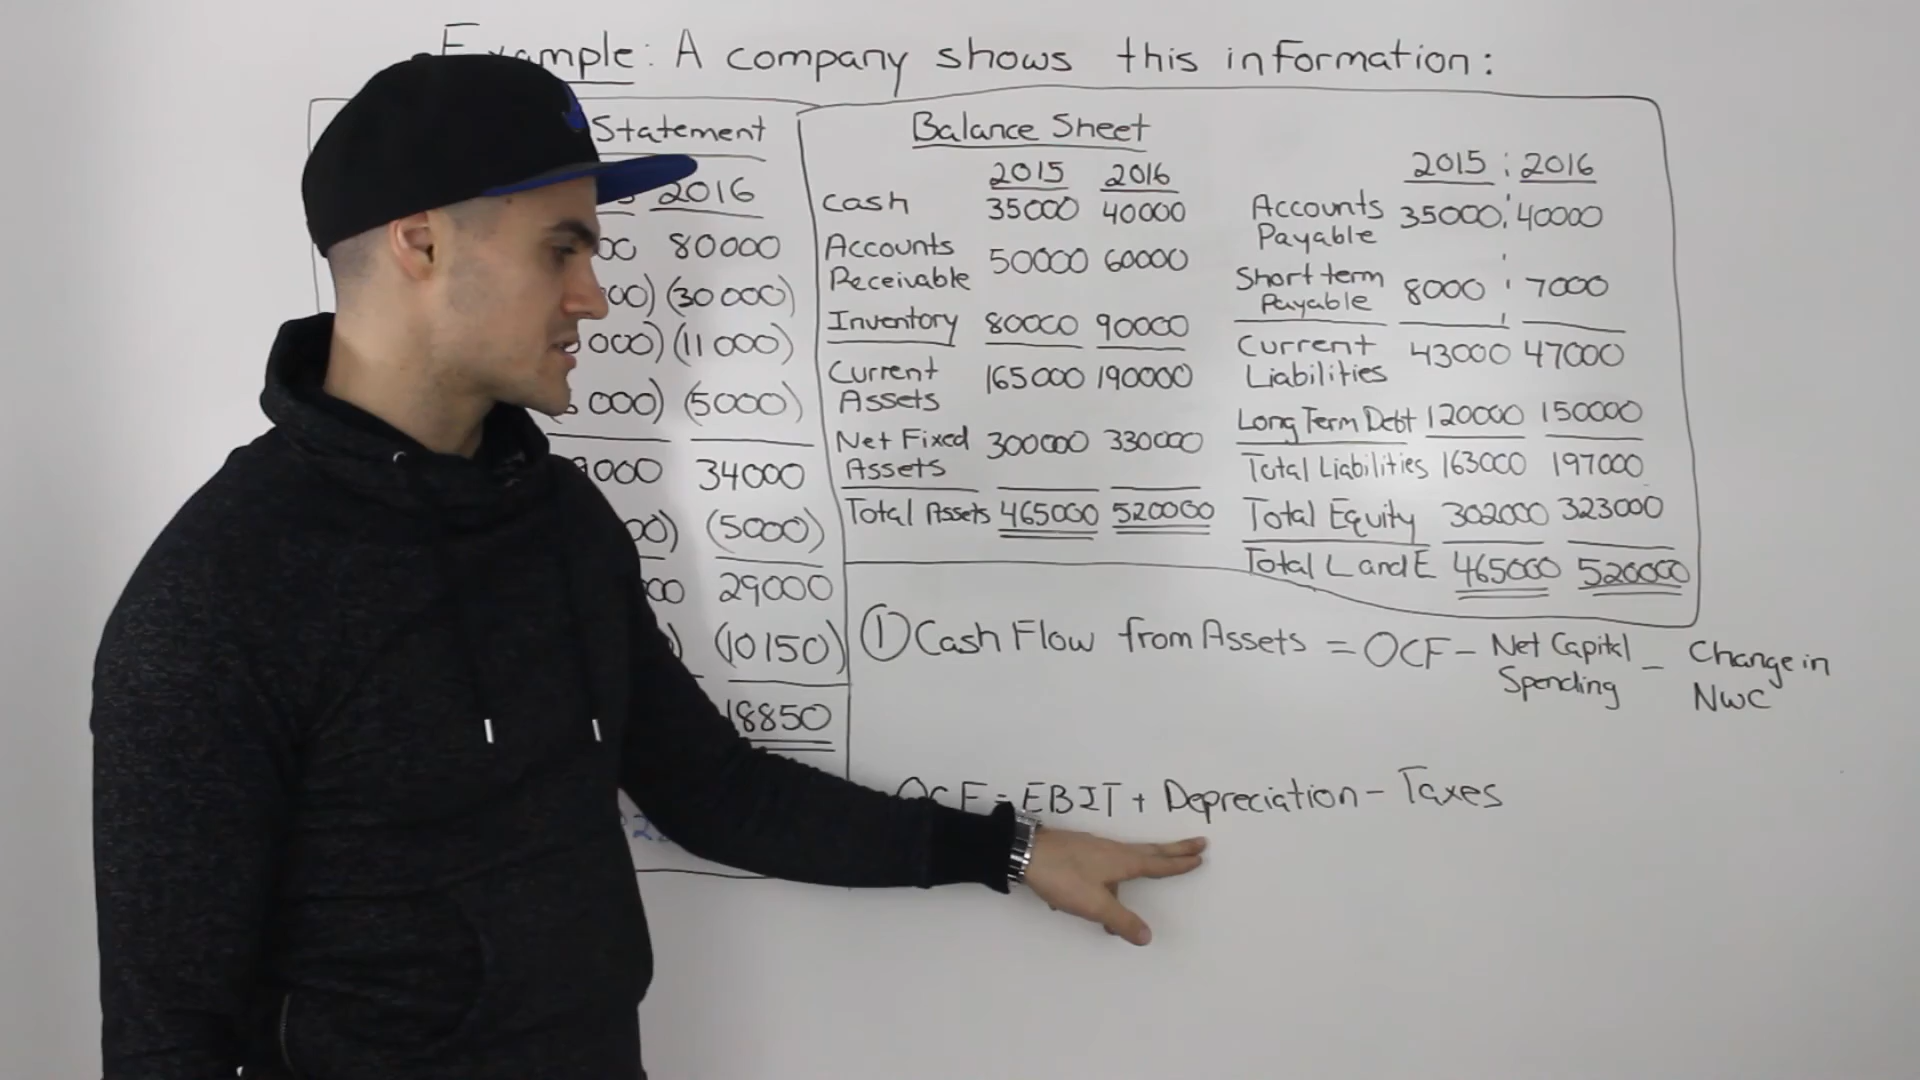 Example: A company shows this information:
Statement
2016
80000
(30000)
(11000)
000) (5000)
000 34000
(5000)
29000
(10150)
18850
Balance Sheet
2015 2016
Cash 35000 40000
Accounts Receivable 50000 60000
Inventory 80000 90000
Current Assets 165000 190000
Net Fixed Assets 300000 330000
Total Assets 465000 520000
2015 2016
Accounts Payable 35000 40000
Short term Payable 8000 7000
Current Liabilities 43000 47000
Long Term Debt 120000 150000
Total Liabilities 163000 197000
Total Equity 302000 323000
Total L and E 465000 520000
① Cash Flow from Assets = OCF - Net Capital Spending - Change in NWC
OCF = EBIT + Depreciation - Taxes